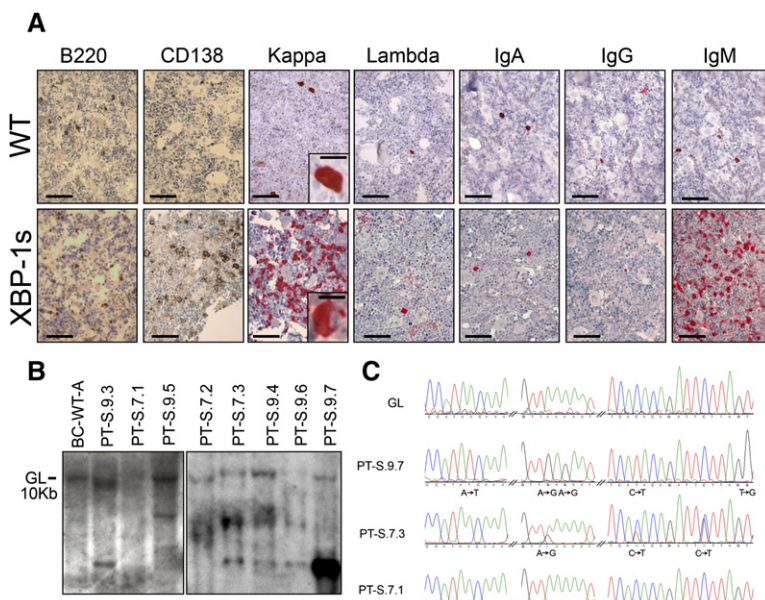 A
B220 CD138 Kappa Lambda IgA IgG IgM
WT
XBP-1s
B
BC-WT-A PT-S.9.3 PT-S.7.1 PT-S.9.5 PT-S.7.2 PT-S.7.3 PT-S.9.4 PT-S.9.6 PT-S.9.7
GL-
10Kb
C
GL
PT-S.9.7
A→T A→G A→G C→T T→G
PT-S.7.3
A→G C→T C→T
PT-S.7.1